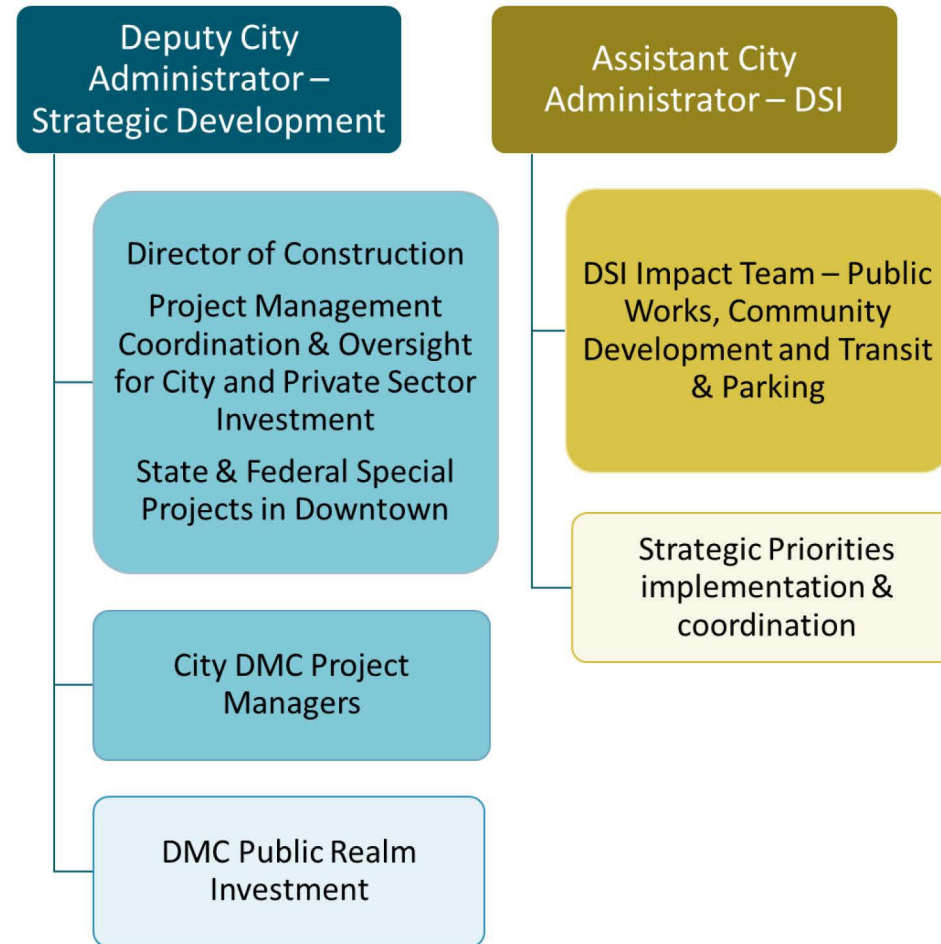 Deputy City
Administrator –
Strategic Development
Director of Construction
Project Management
Coordination & Oversight
for City and Private Sector
Investment
State & Federal Special
Projects in Downtown
City DMC Project
Managers
DMC Public Realm
Investment
Assistant City
Administrator – DSI
DSI Impact Team – Public
Works, Community
Development and Transit
& Parking
Strategic Priorities
implementation &
coordination